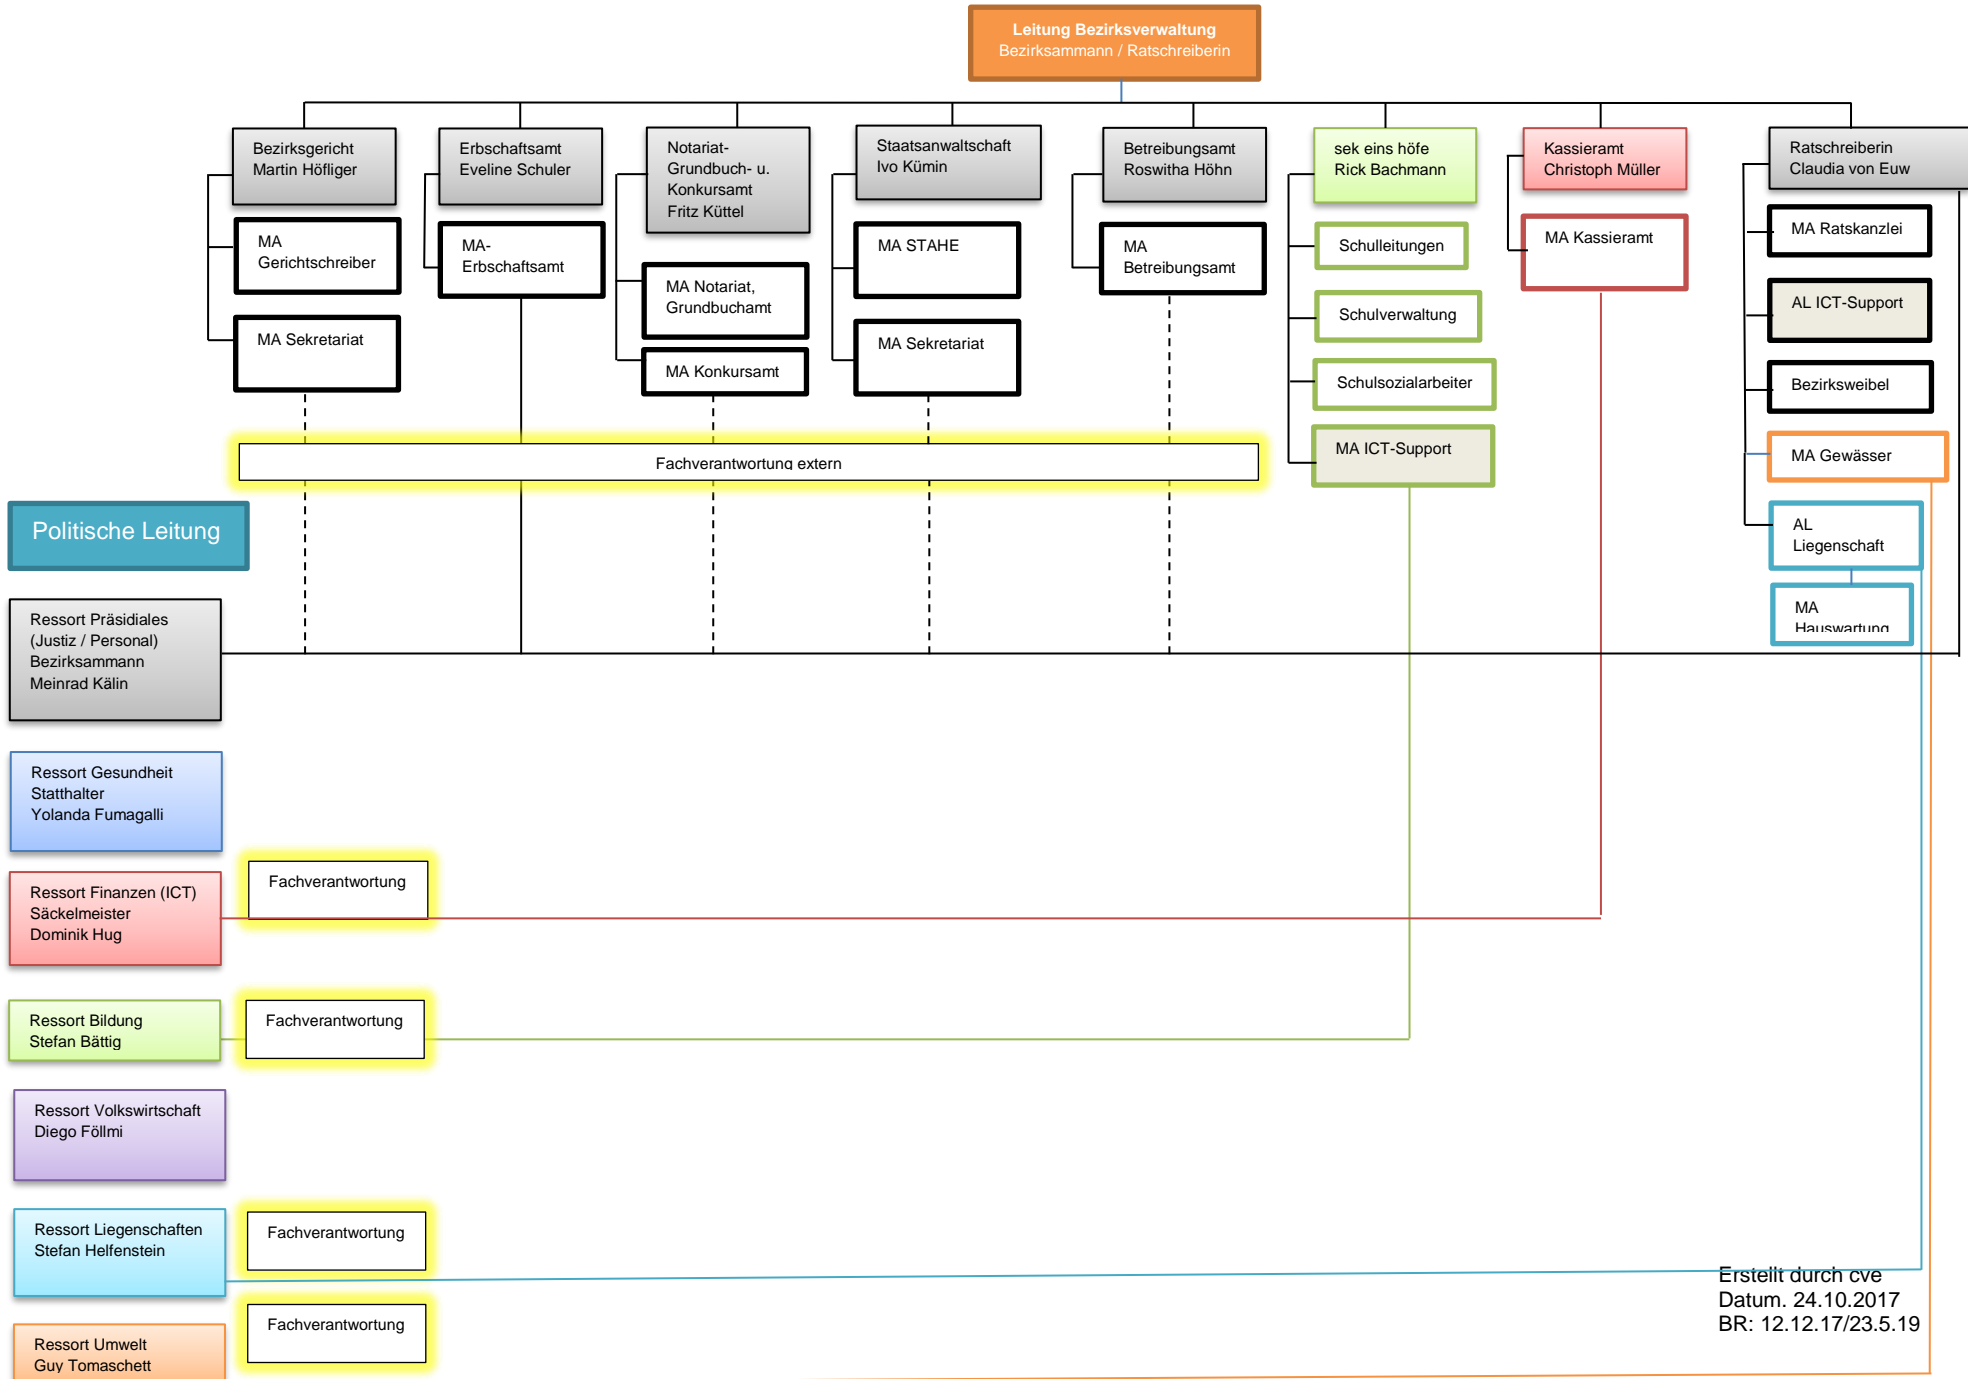 Leitung Bezirksverwaltung
Bezirksammann / Ratschreiberin
Bezirksgericht
Martin Höfliger
MA
Gerichtschreiber
MA Sekretariat
Erbschaftsamt
Eveline Schuler
MA-
Erbschaftsamt
Notariat-
Grundbuch- u.
Konkursamt
Fritz Küttel
MA Notariat,
Grundbuchamt
MA Konkursamt
Staatsanwaltschaft
Ivo Kümin
MA STAHE
MA Sekretariat
Betreibungsamt
Roswitha Höhn
MA
Betreibungsamt
sek eins höfe
Rick Bachmann
Schulleitungen
Schulverwaltung
Schulsozialarbeiter
MA ICT-Support
Kassieramt
Christoph Müller
MA Kassieramt
Ratschreiberin
Claudia von Euw
MA Ratskanzlei
AL ICT-Support
Bezirksweibel
MA Gewässer
AL
Liegenschaft
MA
Hauswartung
Fachverantwortung extern
Politische Leitung
Ressort Präsidiales
(Justiz / Personal)
Bezirksammann
Meinrad Kälin
Ressort Gesundheit
Statthalter
Yolanda Fumagalli
Ressort Finanzen (ICT)
Säckelmeister
Dominik Hug
Fachverantwortung
Ressort Bildung
Stefan Bättig
Fachverantwortung
Ressort Volkswirtschaft
Diego Föllmi
Ressort Liegenschaften
Stefan Helfenstein
Fachverantwortung
Ressort Umwelt
Guy Tomaschett
Fachverantwortung
Erstellt durch cve
Datum. 24.10.2017
BR: 12.12.17/23.5.19